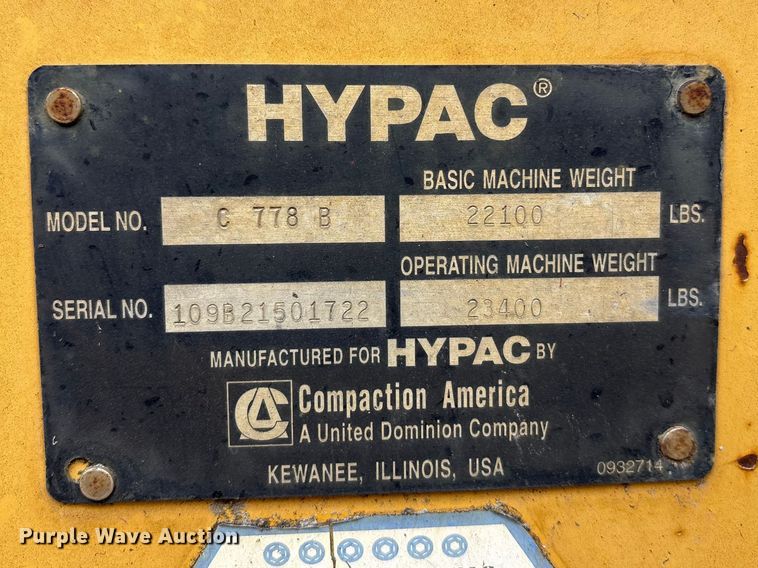 HYPAC®
BASIC MACHINE WEIGHT
MODEL NO. C 778 B 22100 LBS.
OPERATING MACHINE WEIGHT
SERIAL NO. 109B21501722 23400 LBS.
MANUFACTURED FOR HYPAC BY
CA Compaction America
A United Dominion Company
KEWANEE, ILLINOIS, USA 0932714
Purple Wave Auction